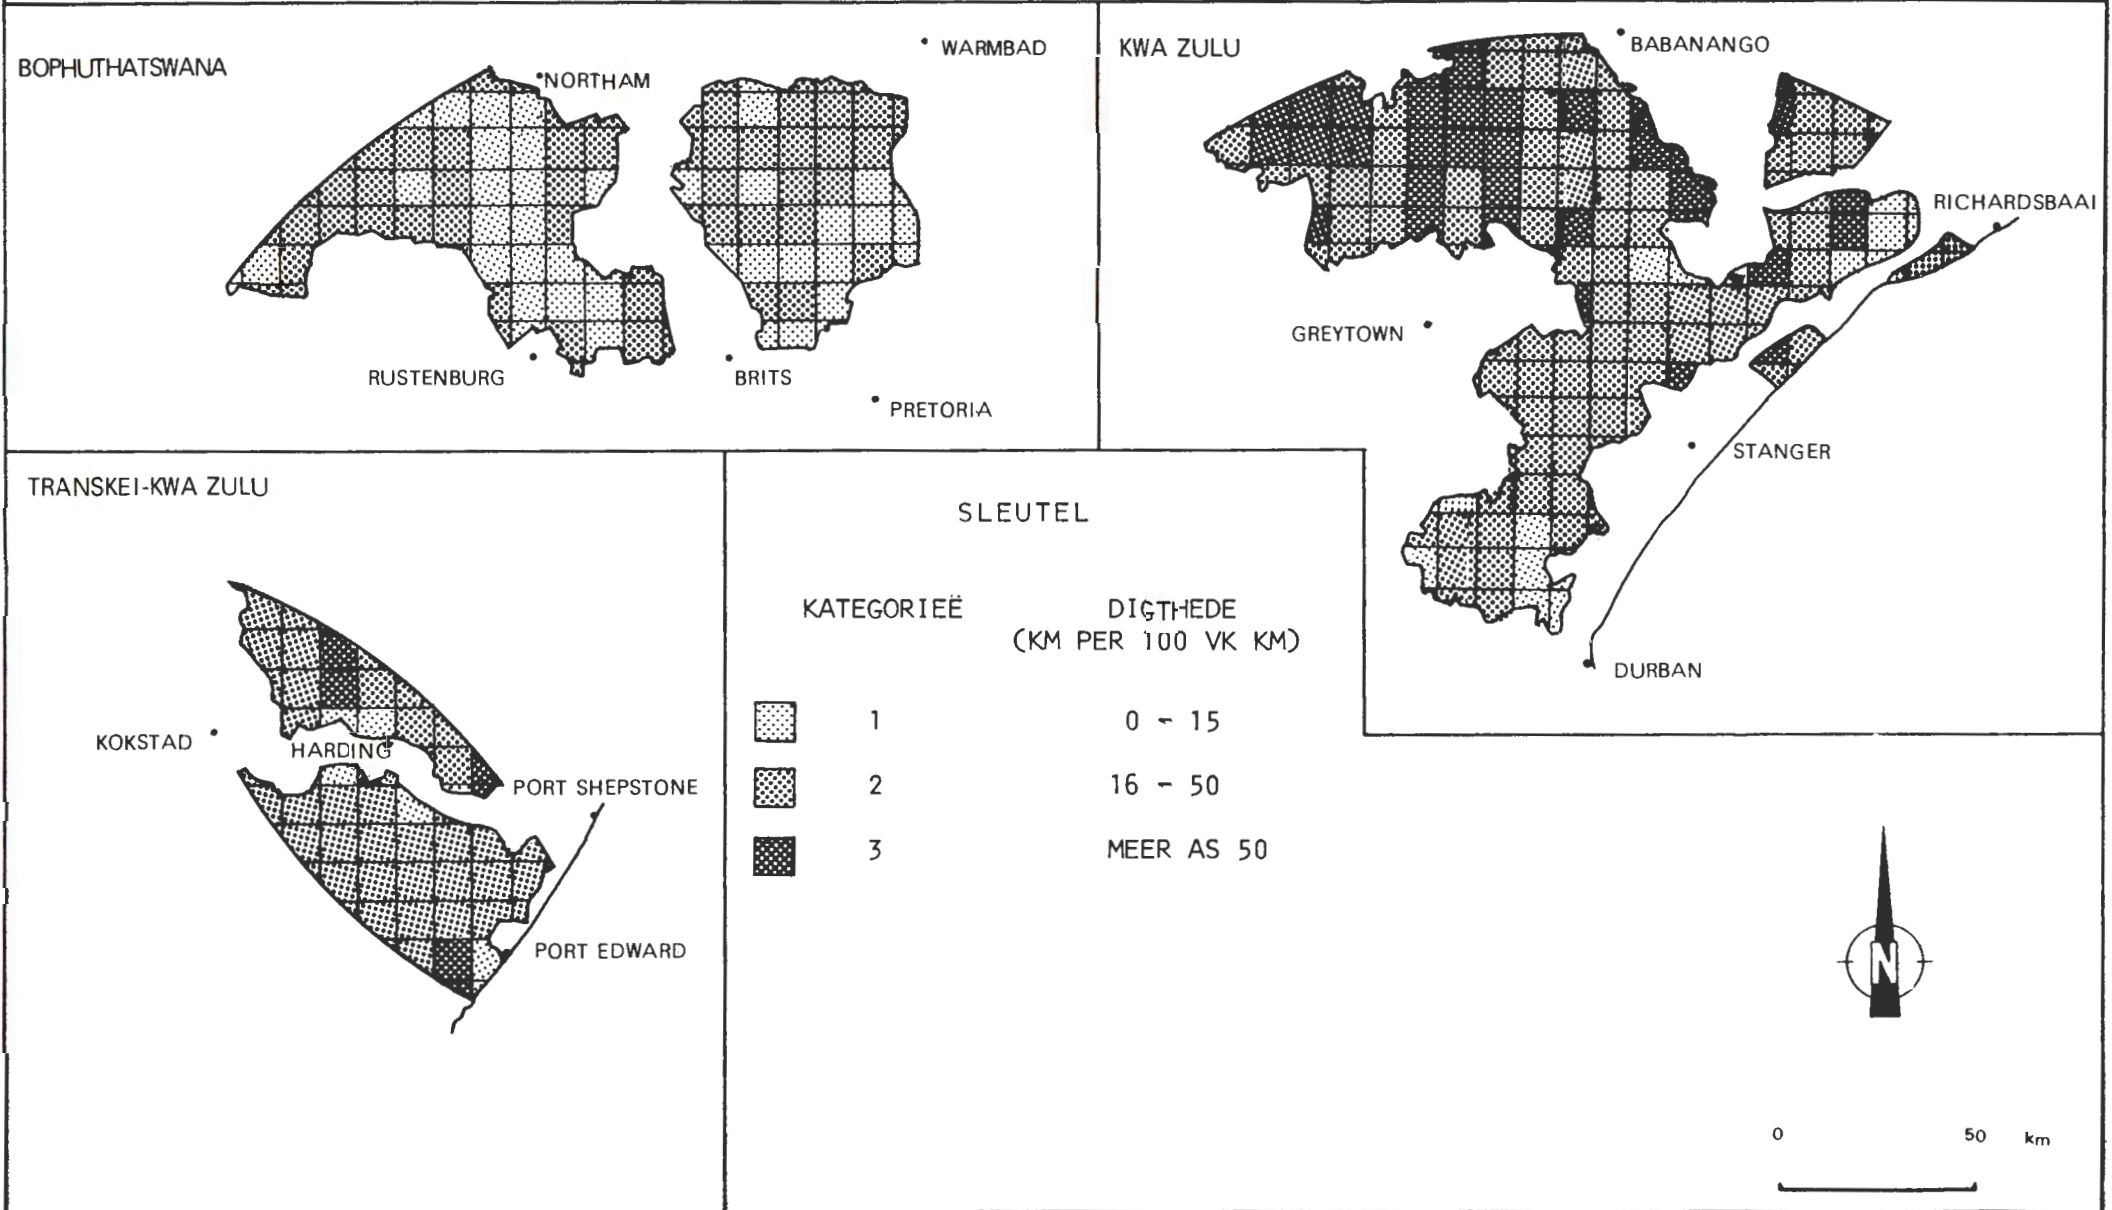 BOPHUTHATSWANA
WARMBAD
NORTHAM
RUSTENBURG
BRITS
PRETORIA
KWA ZULU
BABANANGO
RICHARDSBAAI
GREYTOWN
STANGER
DURBAN
TRANSKEI-KWA ZULU
KOKSTAD
HARDING
PORT SHEPSTONE
PORT EDWARD
SLEUTEL
KATEGORIEË DIGTHEDE
(KM PER 100 VK KM)
1 0 - 15
2 16 - 50
3 MEER AS 50
N
0 50 km